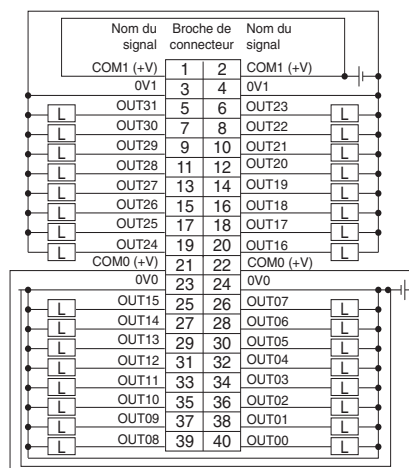 Nom du signal Broche de connecteur Nom du signal
COM1 (+V) 1 2 COM1 (+V)
0V1 3 4 0V1
L OUT31 5 6 OUT23 L
L OUT30 7 8 OUT22 L
L OUT29 9 10 OUT21 L
L OUT28 11 12 OUT20 L
L OUT27 13 14 OUT19 L
L OUT26 15 16 OUT18 L
L OUT25 17 18 OUT17 L
L OUT24 19 20 OUT16 L
COM0 (+V) 21 22 COM0 (+V)
0V0 23 24 0V0
L OUT15 25 26 OUT07 L
L OUT14 27 28 OUT06 L
L OUT13 29 30 OUT05 L
L OUT12 31 32 OUT04 L
L OUT11 33 34 OUT03 L
L OUT10 35 36 OUT02 L
L OUT09 37 38 OUT01 L
L OUT08 39 40 OUT00 L